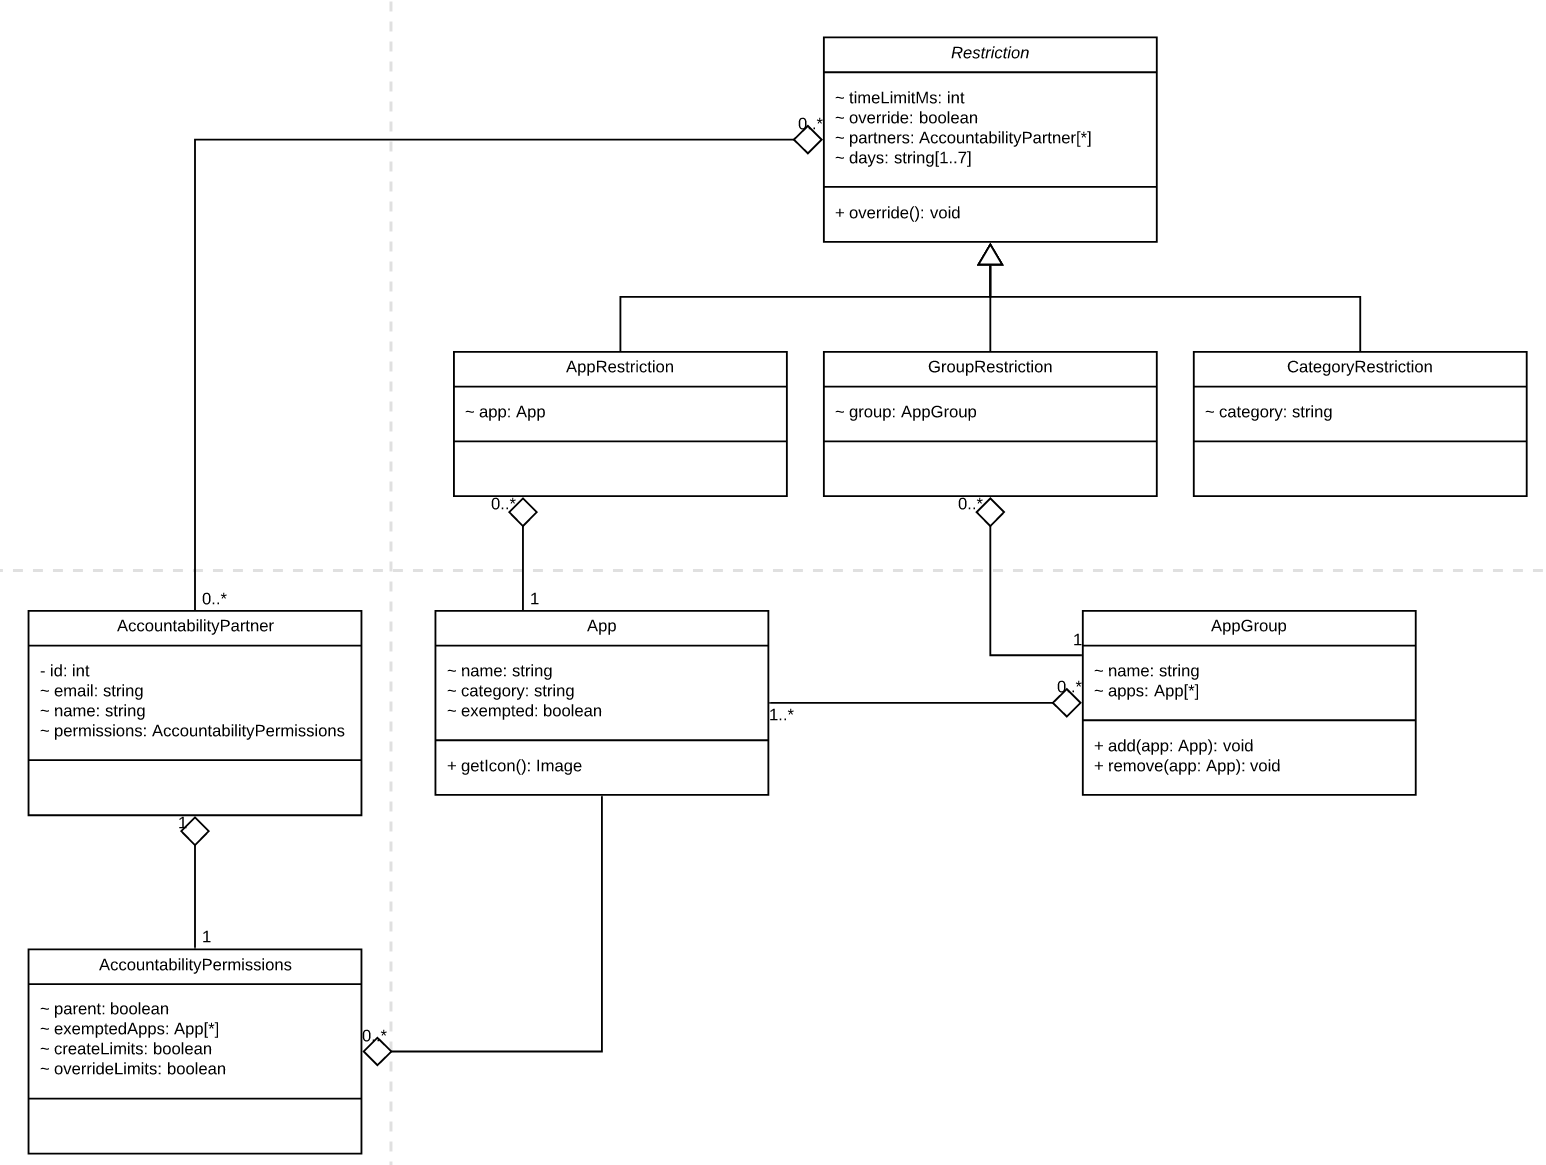 Restriction
~ timeLimitMs: int
~ override: boolean
~ partners: AccountabilityPartner[*]
~ days: string[1..7]
+ override(): void
0..*
AppRestriction
~ app: App
0..*
GroupRestriction
~ group: AppGroup
0..*
CategoryRestriction
~ category: string
0..*
AccountabilityPartner
- id: int
~ email: string
~ name: string
~ permissions: AccountabilityPermissions
1
1
App
~ name: string
~ category: string
~ exempted: boolean
+ getIcon(): Image
1..*
1
0..*
AppGroup
~ name: string
~ apps: App[*]
+ add(app: App): void
+ remove(app: App): void
1
AccountabilityPermissions
~ parent: boolean
~ exemptedApps: App[*]
~ createLimits: boolean
~ overrideLimits: boolean
0..*